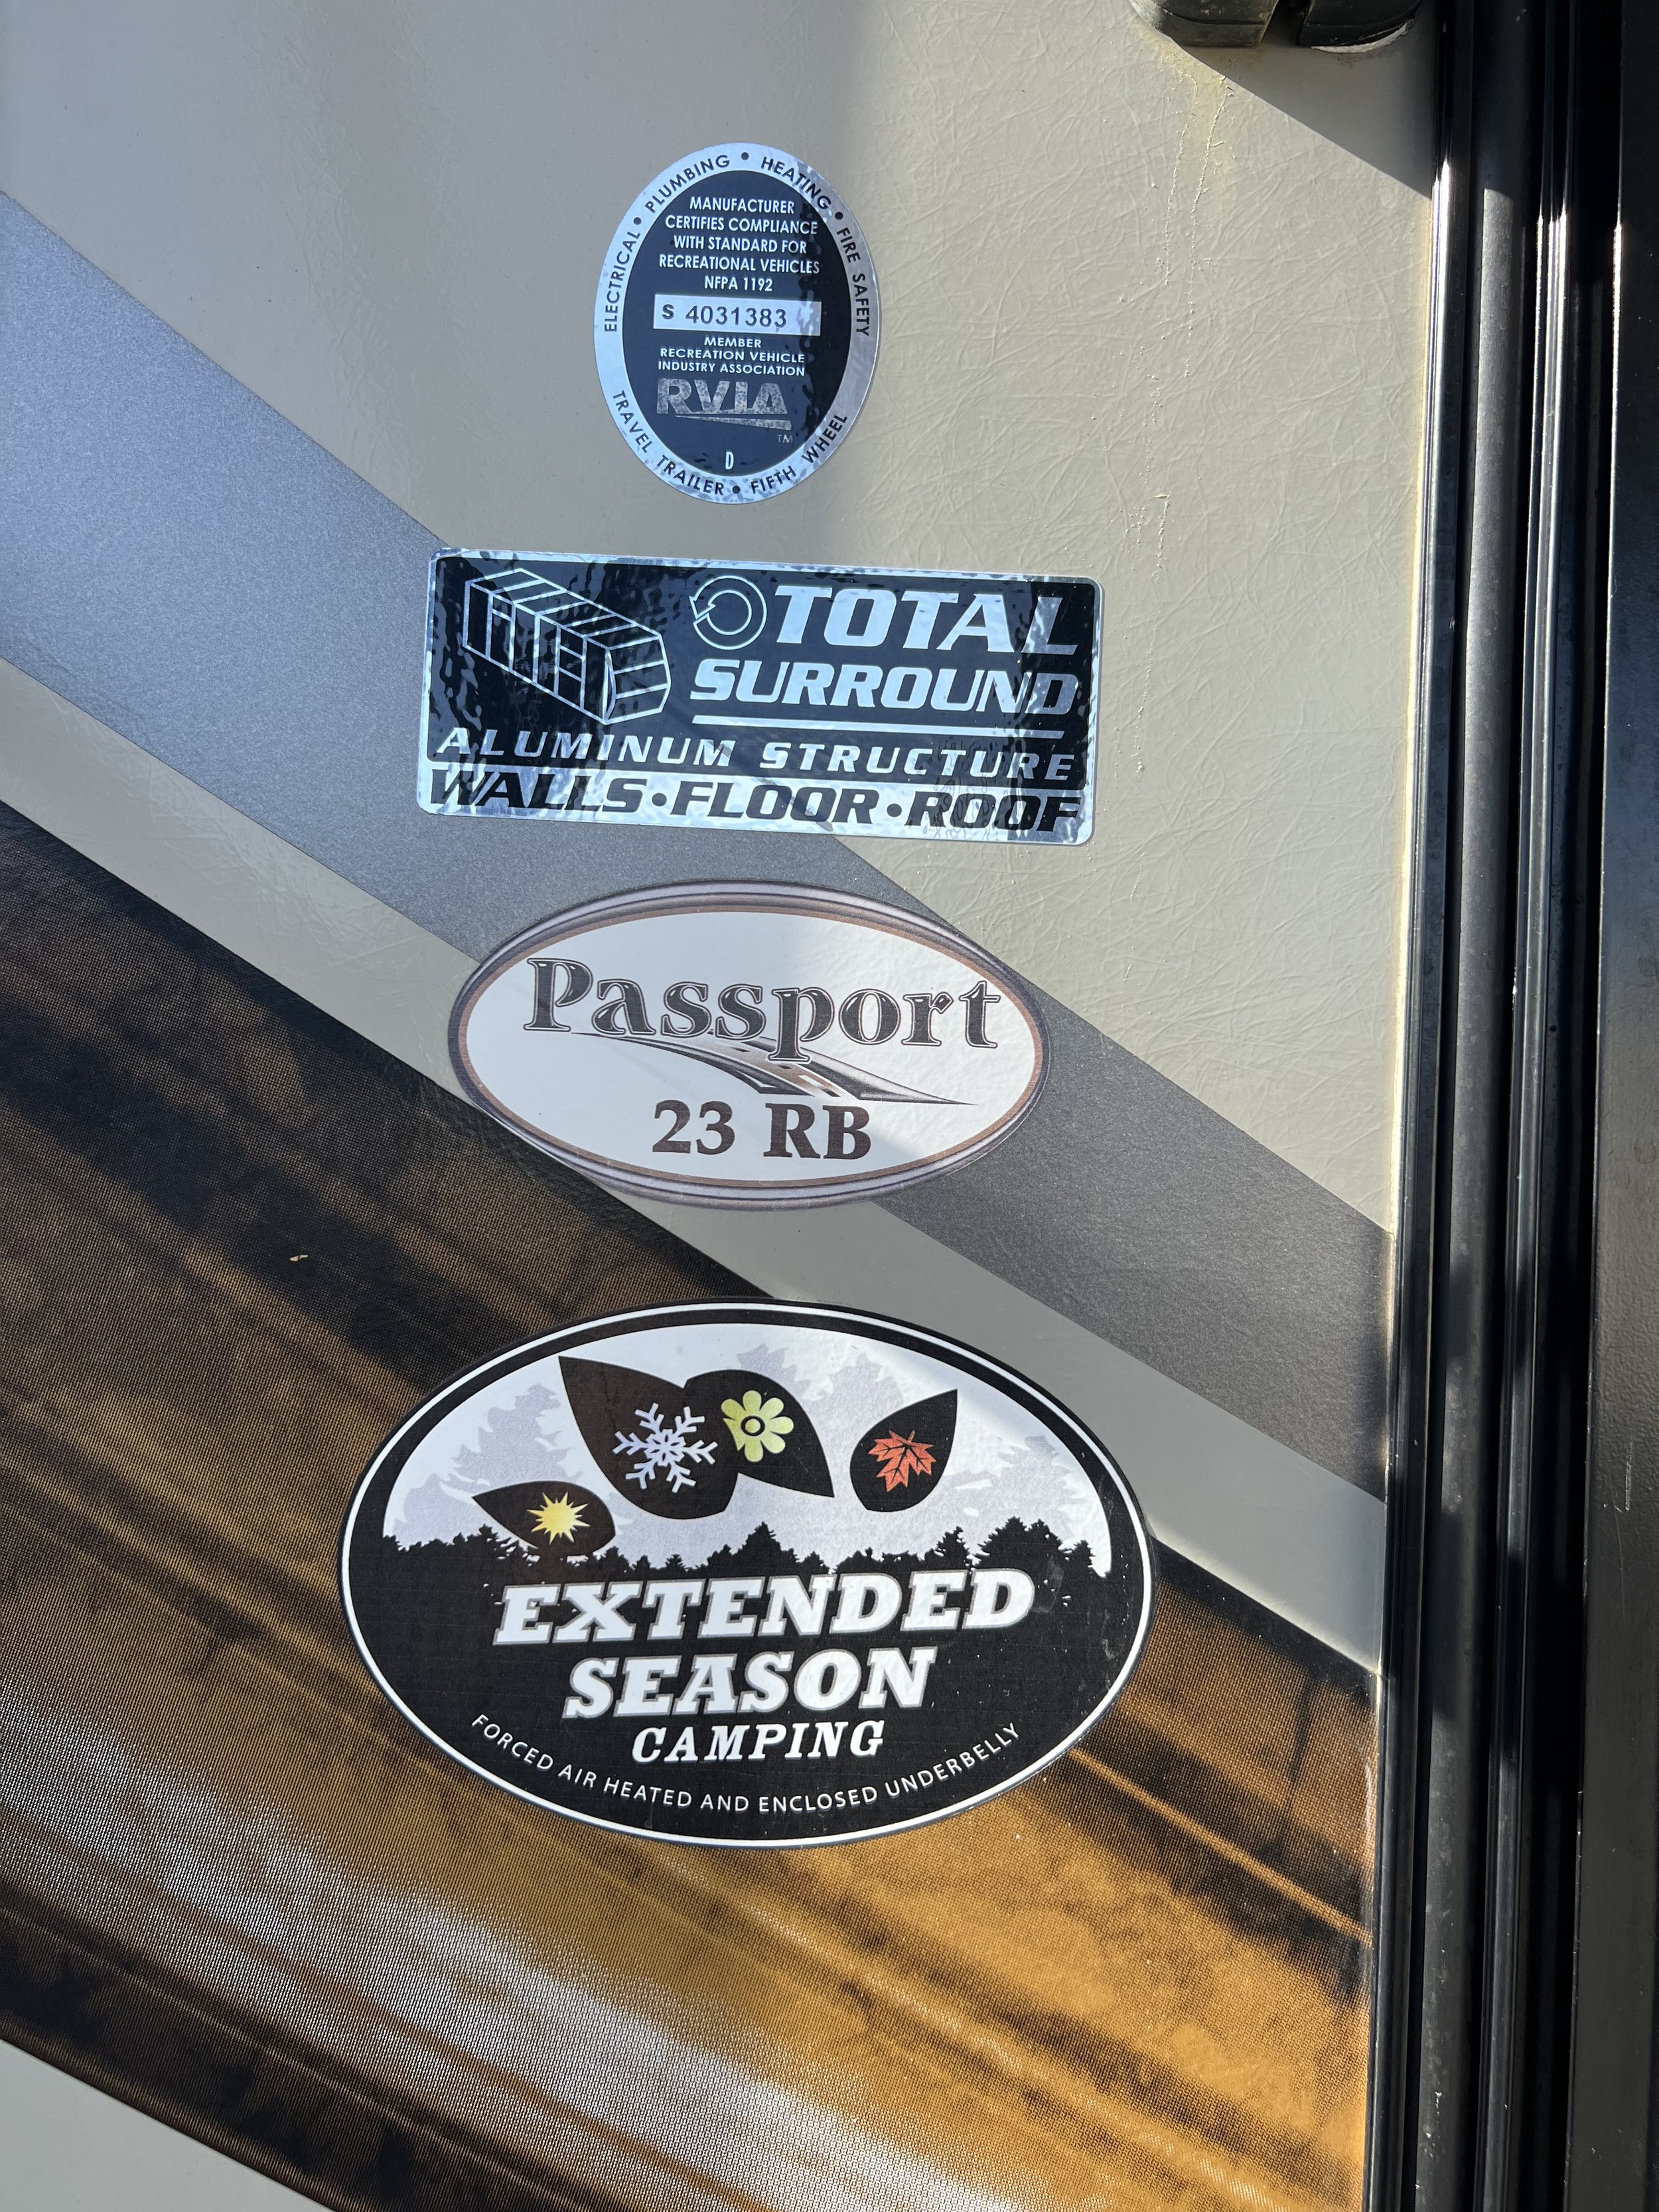 ELECTRICAL • PLUMBING • HEATING • FIRE SAFETY
MANUFACTURER
CERTIFIES COMPLIANCE
WITH STANDARD FOR
RECREATIONAL VEHICLES
NFPA 1192
S 4031383
MEMBER
RECREATION VEHICLE
INDUSTRY ASSOCIATION
RVIA
TM
D
TRAVEL TRAILER • FIFTH WHEEL
TOTAL
SURROUND
ALUMINUM STRUCTURE
WALLS•FLOOR•ROOF
Passport
23 RB
EXTENDED
SEASON
CAMPING
FORCED AIR HEATED AND ENCLOSED UNDERBELLY